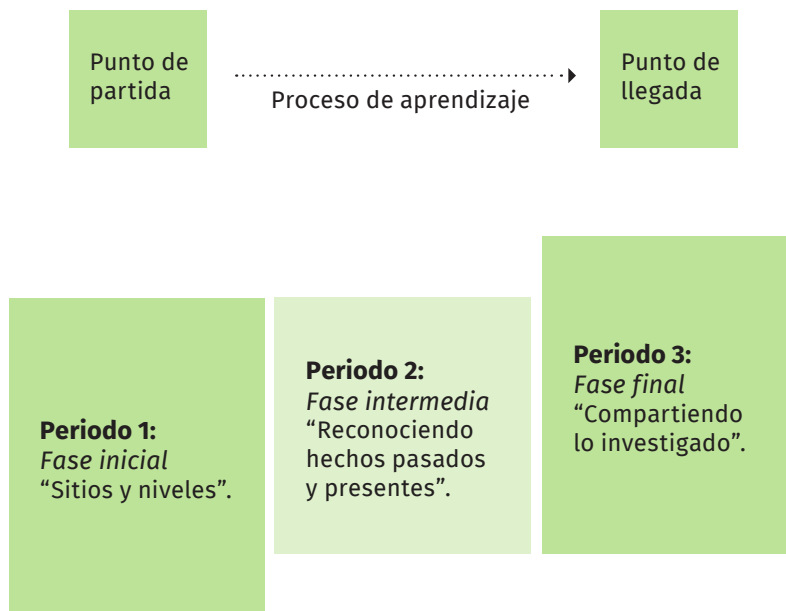 Punto de
partida
Proceso de aprendizaje
Punto de
llegada
Periodo 1:
Fase inicial
“Sitios y niveles”.
Periodo 2:
Fase intermedia
“Reconociendo
hechos pasados
y presentes”.
Periodo 3:
Fase final
“Compartiendo
lo investigado”.